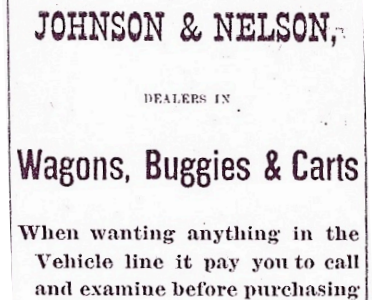 JOHNSON & NELSON,
DEALERS IN
Wagons, Buggies & Carts
When wanting anything in the
Vehicle line it pay you to call
and examine before purchasing